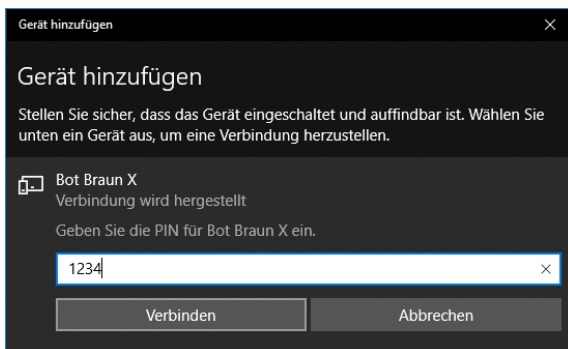 Gerät hinzufügen
Gerät hinzufügen
Stellen Sie sicher, dass das Gerät eingeschaltet und auffindbar ist. Wählen Sie
unten ein Gerät aus, um eine Verbindung herzustellen.
Bot Braun X
Verbindung wird hergestellt
Geben Sie die PIN für Bot Braun X ein.
1234
Verbinden
Abbrechen